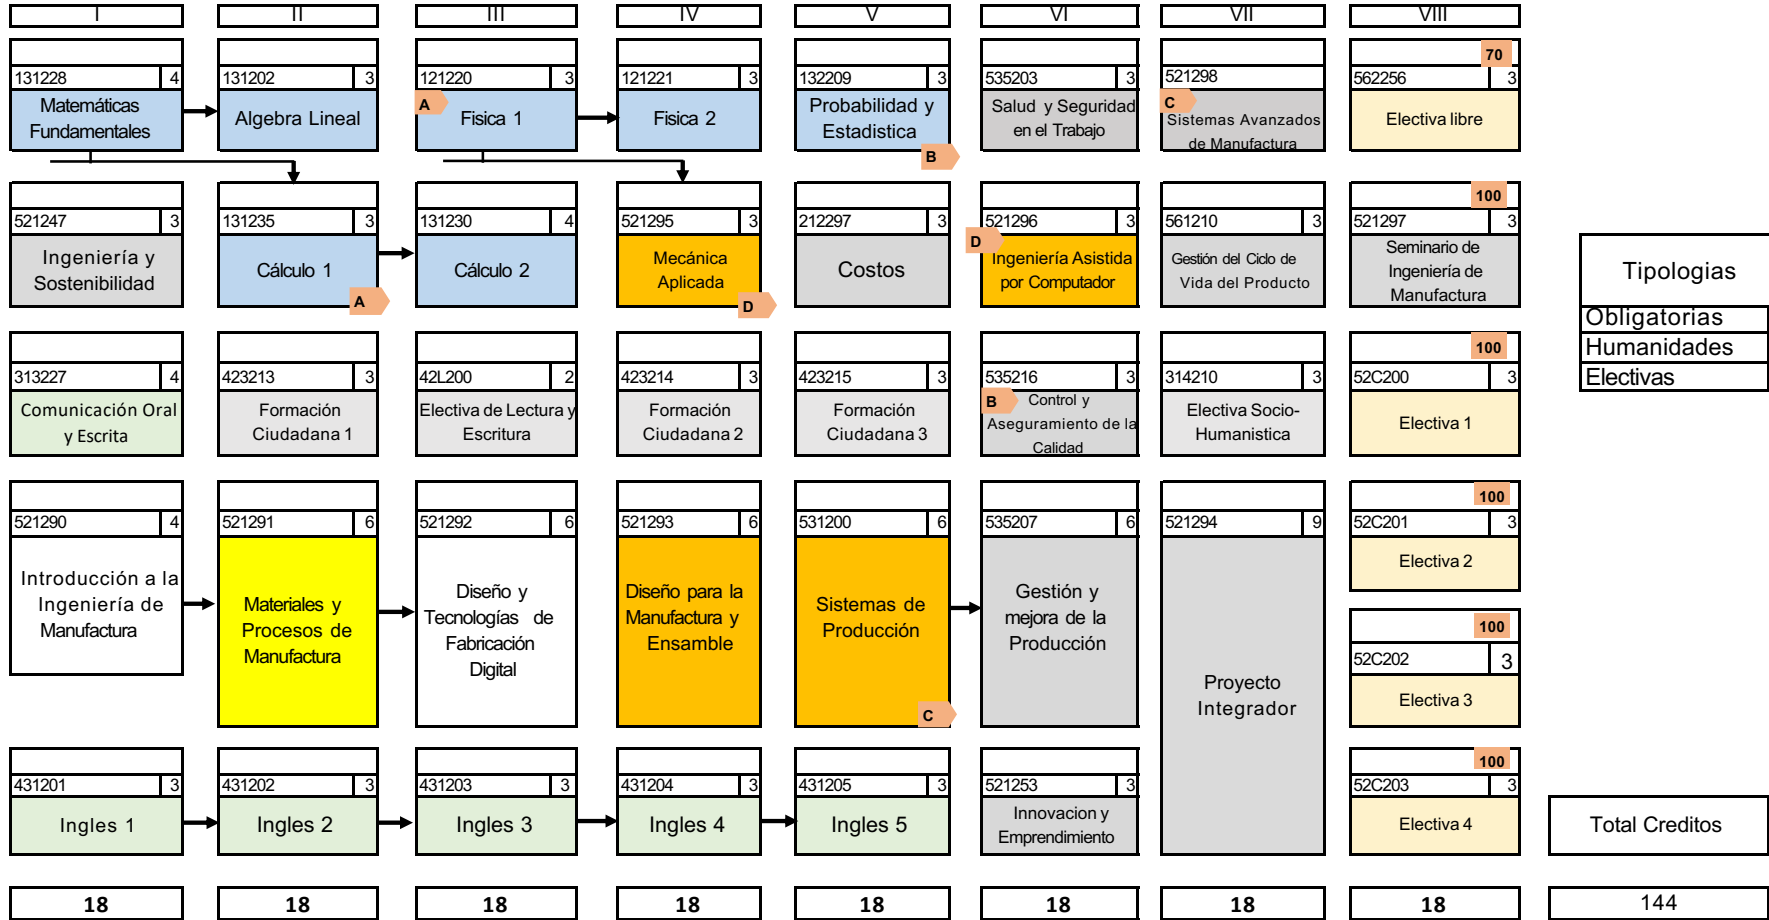 I II III IV V VI VII VIII
70
131228 4 131202 3 121220 3 121221 3 132209 3 535203 3 521298 562256 3
Matemáticas
Fundamentales
Algebra Lineal
A
Fisica 1
Fisica 2
Probabilidad y
Estadistica
B
Salud y Seguridad
en el Trabajo
C
Sistemas Avanzados
de Manufactura
Electiva libre
100
521247 3 131235 3 131230 4 521295 3 212297 3 521296 3 561210 3 521297 3
Ingeniería y
Sostenibilidad
Cálculo 1
A
Cálculo 2
Mecánica
Aplicada
D
Costos
D
Ingeniería Asistida
por Computador
Gestión del Ciclo de
Vida del Producto
Seminario de
Ingeniería de
Manufactura
Tipologias
Obligatorias
Humanidades
Electivas
100
313227 4 423213 3 42L200 2 423214 3 423215 3 535216 3 314210 3 52C200 3
Comunicación Oral
y Escrita
Formación
Ciudadana 1
Electiva de Lectura y
Escritura
Formación
Ciudadana 2
Formación
Ciudadana 3
B
Control y
Aseguramiento de la
Calidad
Electiva Socio-
Humanistica
Electiva 1
100
521290 4 521291 6 521292 6 521293 6 531200 6 535207 6 521294 9 52C201 3
Introducción a la
Ingeniería de
Manufactura
Materiales y
Procesos de
Manufactura
Diseño y
Tecnologías de
Fabricación
Digital
Diseño para la
Manufactura y
Ensamble
Sistemas de
Producción
C
Gestión y
mejora de la
Producción
Proyecto
Integrador
Electiva 2
100
52C202 3
Electiva 3
100
431201 3 431202 3 431203 3 431204 3 431205 3 521253 3 52C203 3
Ingles 1
Ingles 2
Ingles 3
Ingles 4
Ingles 5
Innovacion y
Emprendimiento
Electiva 4
Total Creditos
18 18 18 18 18 18 18 18 144